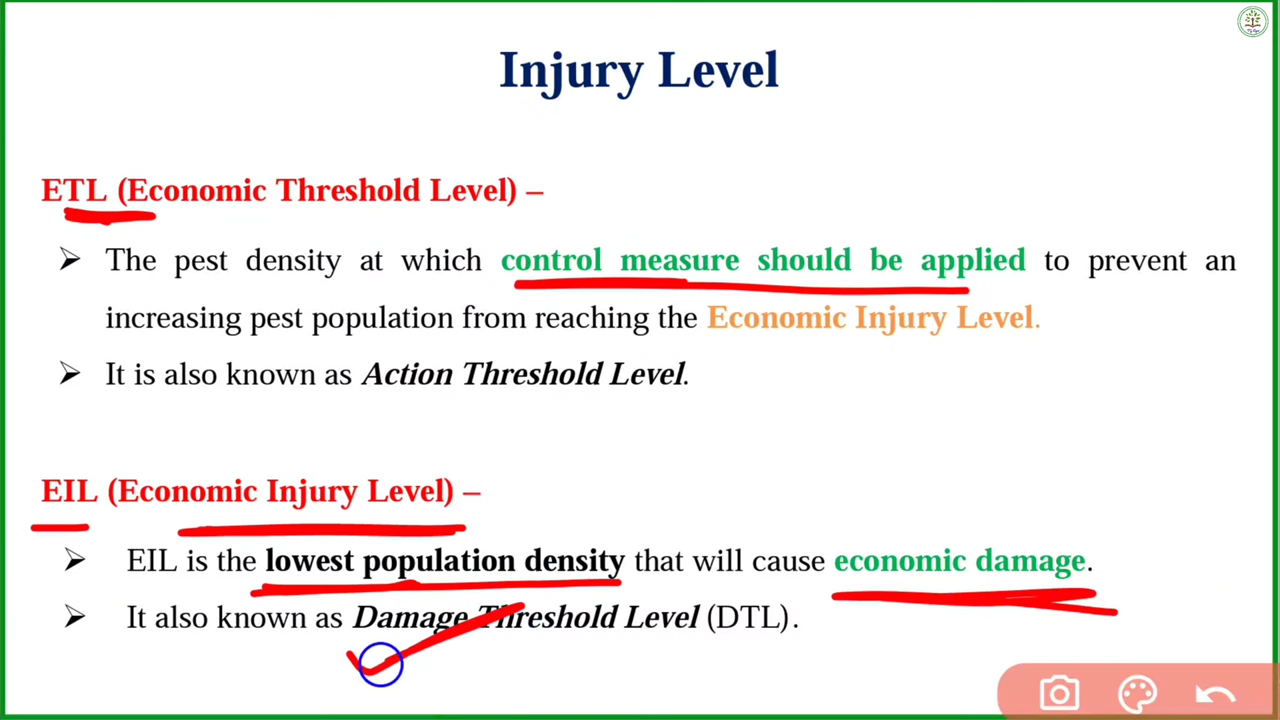 Injury Level
ETL (Economic Threshold Level) –
➢ The pest density at which control measure should be applied to prevent an
increasing pest population from reaching the Economic Injury Level.
➢ It is also known as Action Threshold Level.
EIL (Economic Injury Level) –
➢ EIL is the lowest population density that will cause economic damage.
➢ It also known as Damage Threshold Level (DTL).